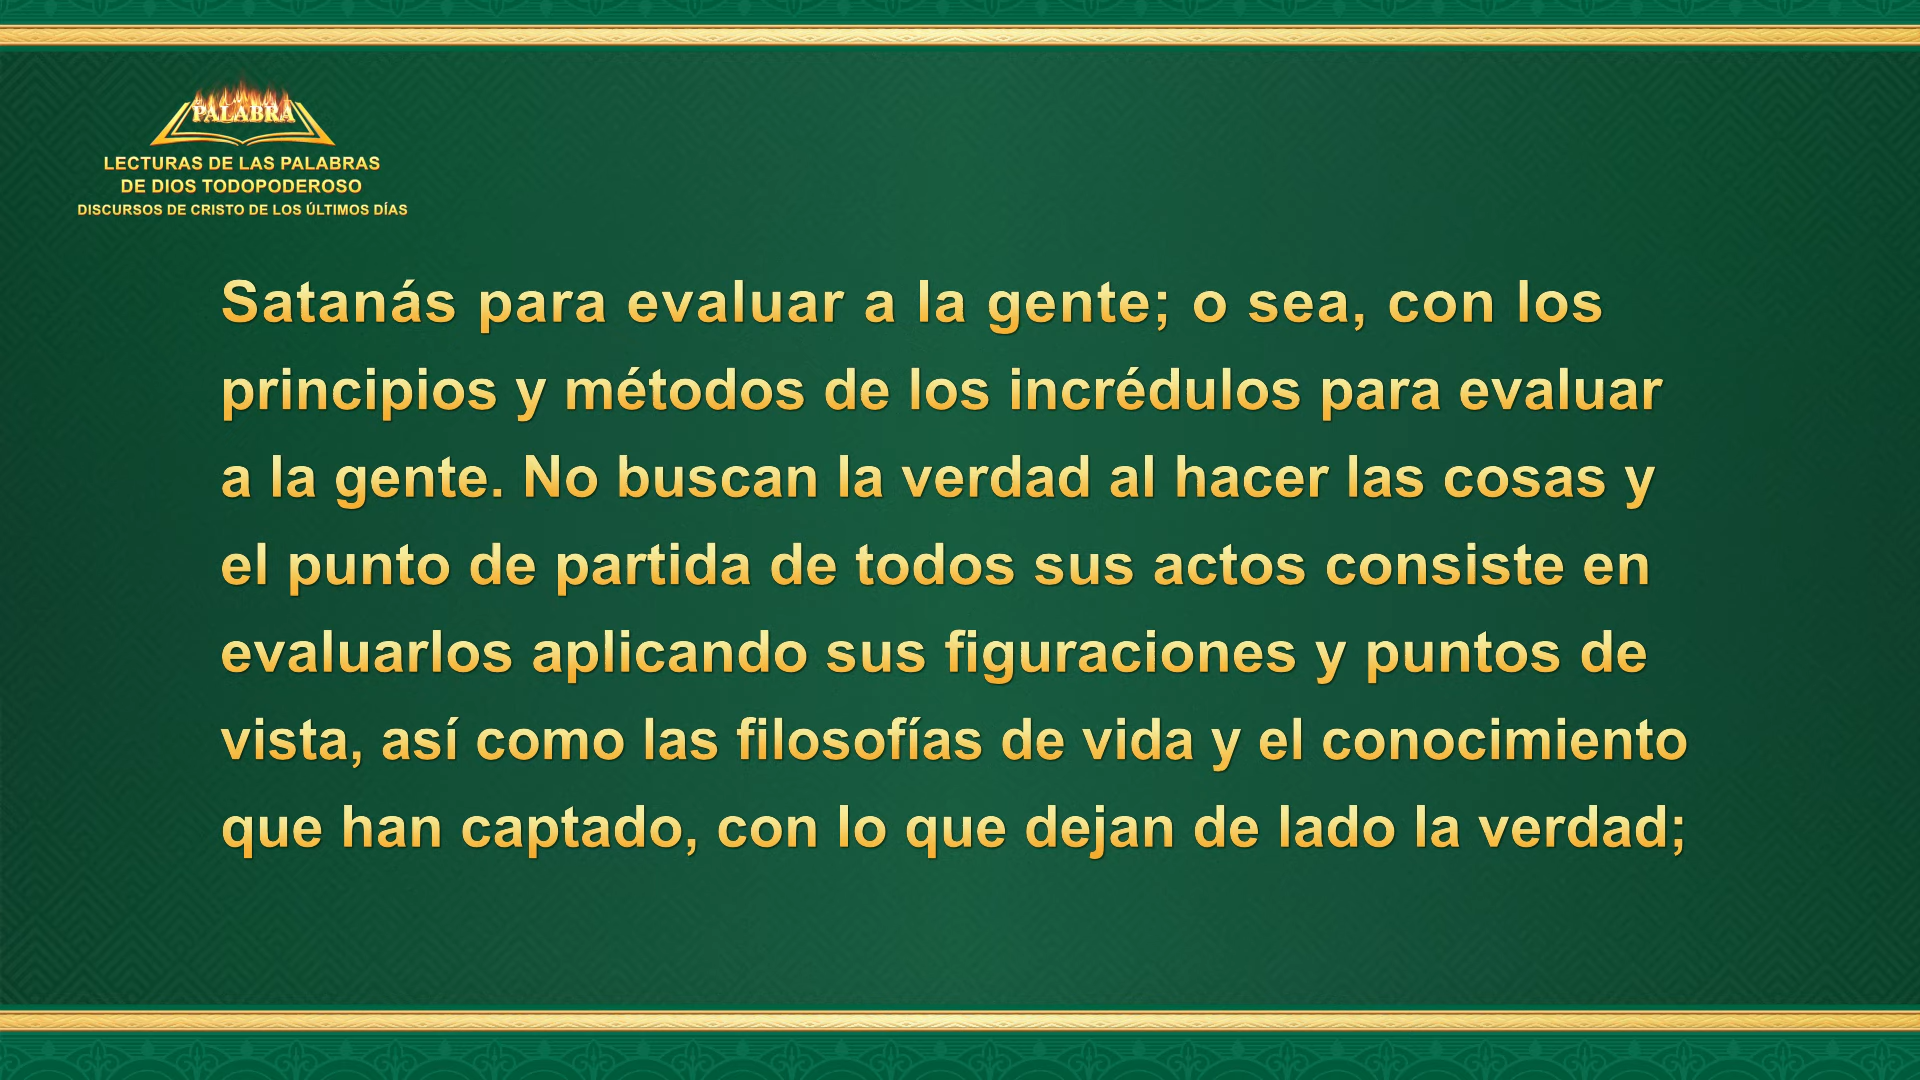 PALABRA
LECTURAS DE LAS PALABRAS
DE DIOS TODOPODEROSO
DISCURSOS DE CRISTO DE LOS ÚLTIMOS DÍAS
Satanás para evaluar a la gente; o sea, con los
principios y métodos de los incrédulos para evaluar
a la gente. No buscan la verdad al hacer las cosas y
el punto de partida de todos sus actos consiste en
evaluarlos aplicando sus figuraciones y puntos de
vista, así como las filosofías de vida y el conocimiento
que han captado, con lo que dejan de lado la verdad;